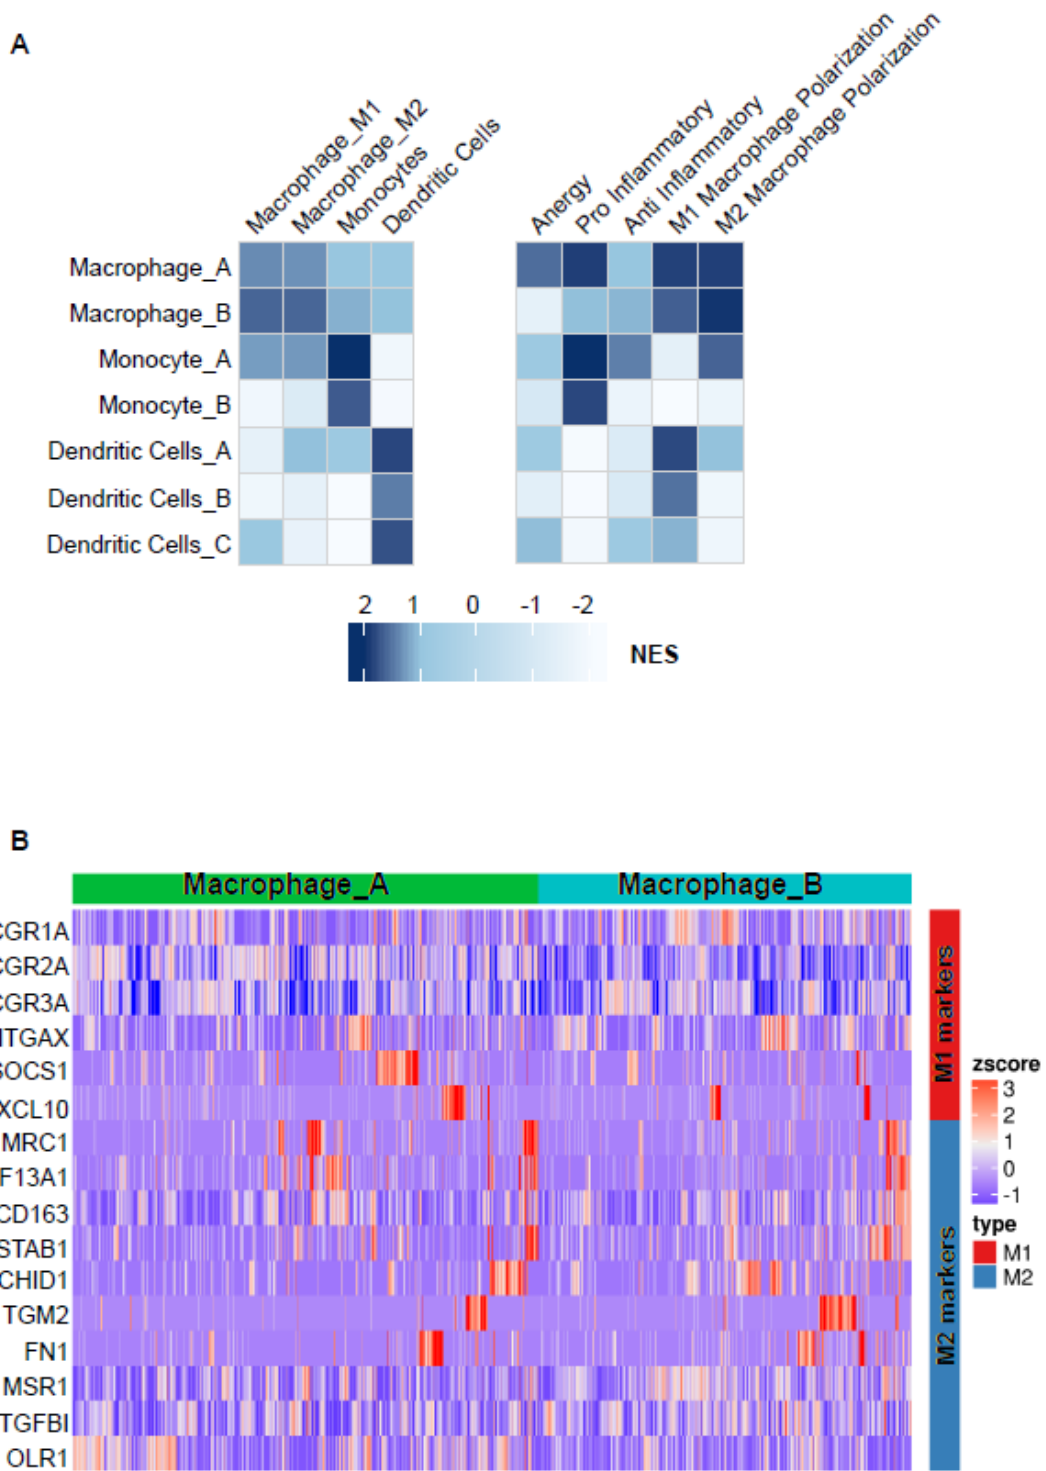 A
Macrophage_M1
Macrophage_M2
Monocytes
Dendritic Cells
Anergy
Pro Inflammatory
Anti Inflammatory
M1 Macrophage Polarization
M2 Macrophage Polarization
Macrophage_A
Macrophage_B
Monocyte_A
Monocyte_B
Dendritic Cells_A
Dendritic Cells_B
Dendritic Cells_C
2 1 0 -1 -2
NES
B
Macrophage_A Macrophage_B
CGR1A
CGR2A
CGR3A
ITGAX
SOCS1
XCL10
MRC1
F13A1
CD163
STAB1
CHID1
TGM2
FN1
MSR1
TGFBI
OLR1
M1 markers
M2 markers
zscore
3
2
1
0
-1
type
M1
M2